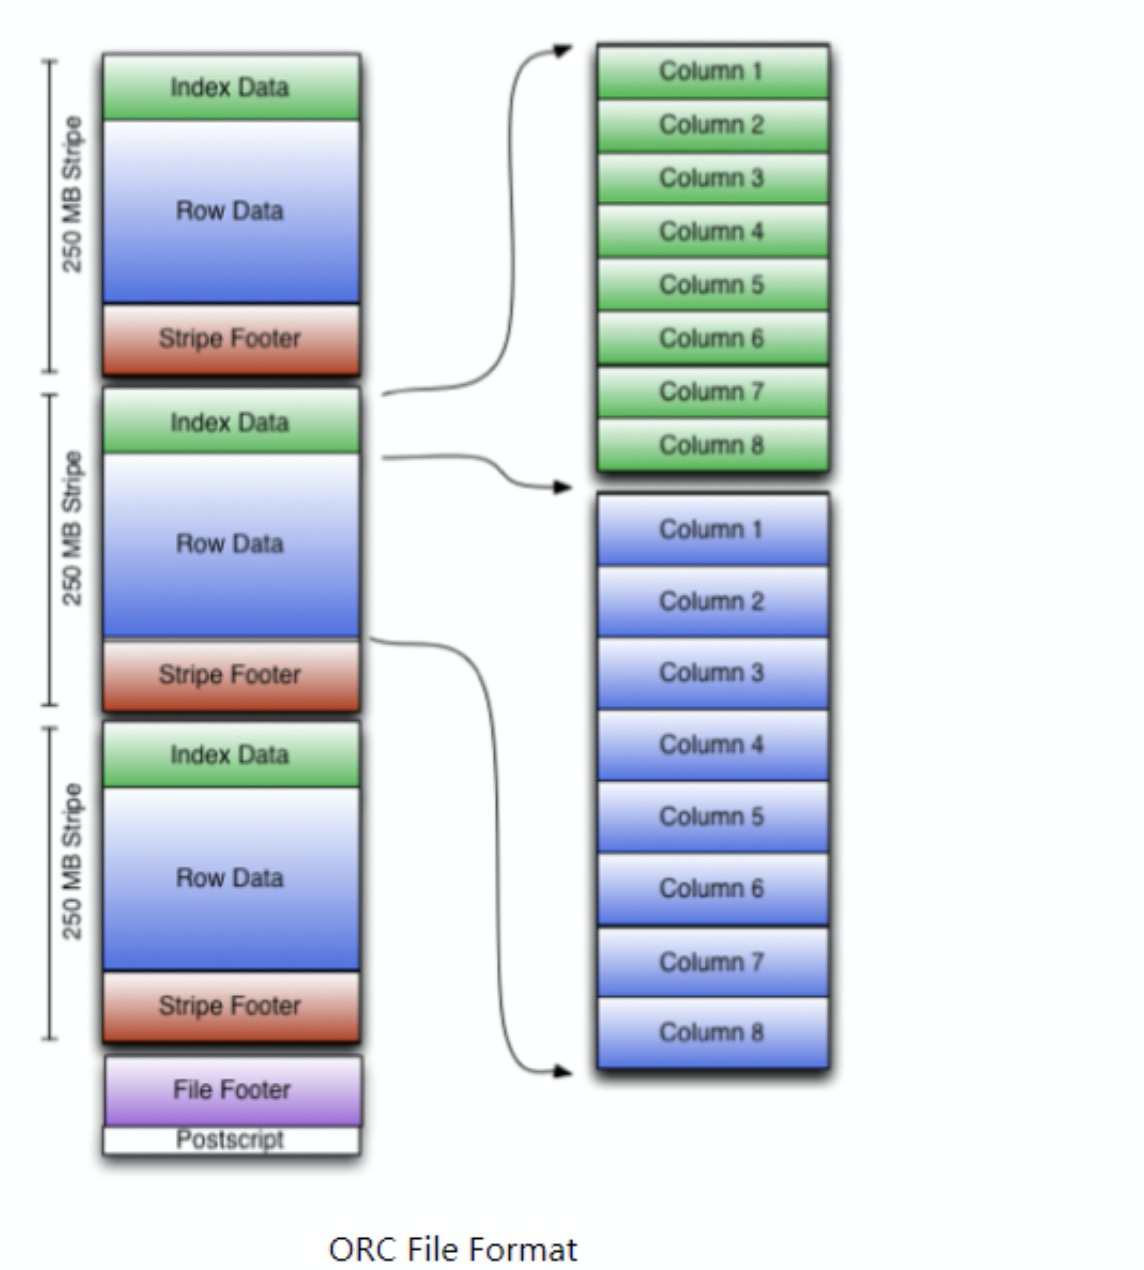 250 MB Stripe
Index Data
Row Data
Stripe Footer
250 MB Stripe
Index Data
Row Data
Stripe Footer
250 MB Stripe
Index Data
Row Data
Stripe Footer
File Footer
Postscript
Column 1
Column 2
Column 3
Column 4
Column 5
Column 6
Column 7
Column 8
Column 1
Column 2
Column 3
Column 4
Column 5
Column 6
Column 7
Column 8
ORC File Format